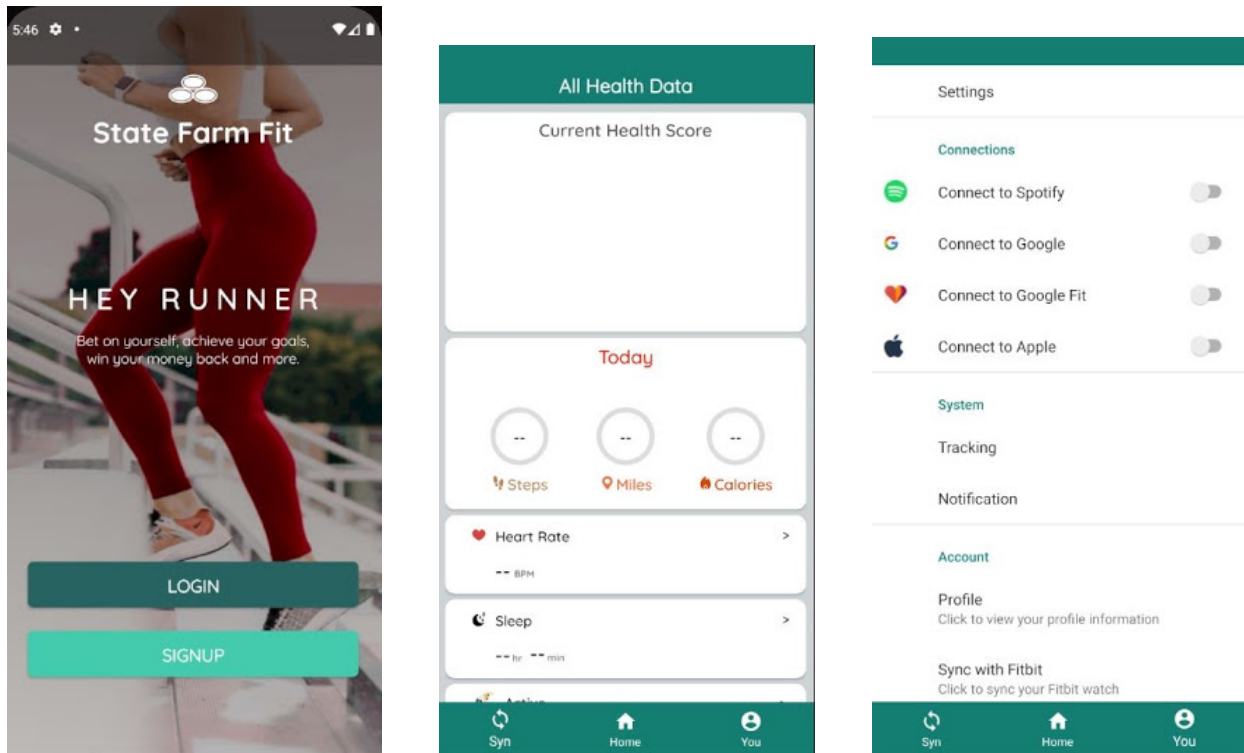 5:46
State Farm Fit
HEY RUNNER
Bet on yourself, achieve your goals,
win your money back and more.
LOGIN
SIGNUP
All Health Data
Current Health Score
Today
-- -- --
Steps Miles Calories
Heart Rate >
-- BPM
Sleep >
-- hr -- min
Active
Syn Home You
Settings
Connections
Connect to Spotify
G Connect to Google
Connect to Google Fit
Connect to Apple
System
Tracking
Notification
Account
Profile
Click to view your profile information
Sync with Fitbit
Click to sync your Fitbit watch
Syn Home You